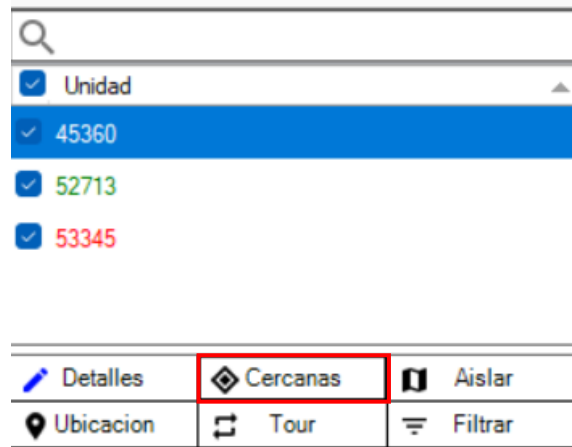 Unidad
45360
52713
53345
Detalles Cercanas Aislar
Ubicacion Tour Filtrar